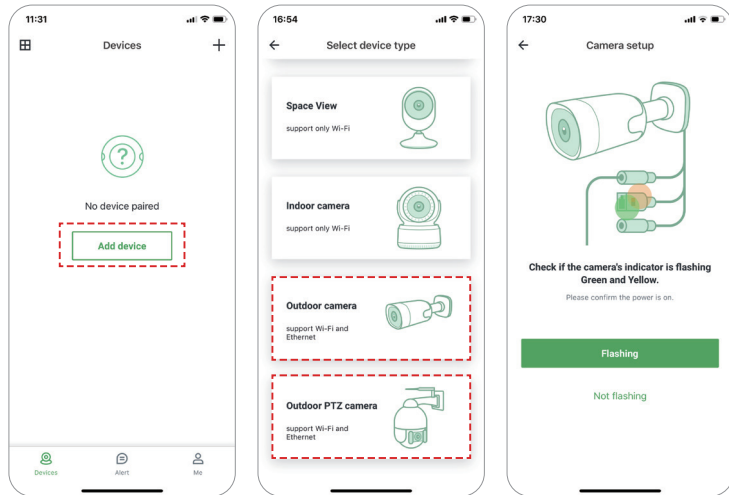 11:31
Devices
No device paired
Add device
Devices
Alert
Me
16:54
Select device type
Space View
support only Wi-Fi
Indoor camera
support only Wi-Fi
Outdoor camera
support Wi-Fi and
Ethernet
Outdoor PTZ camera
support Wi-Fi and
Ethernet
17:30
Camera setup
Check if the camera's indicator is flashing
Green and Yellow.
Please confirm the power is on.
Flashing
Not flashing